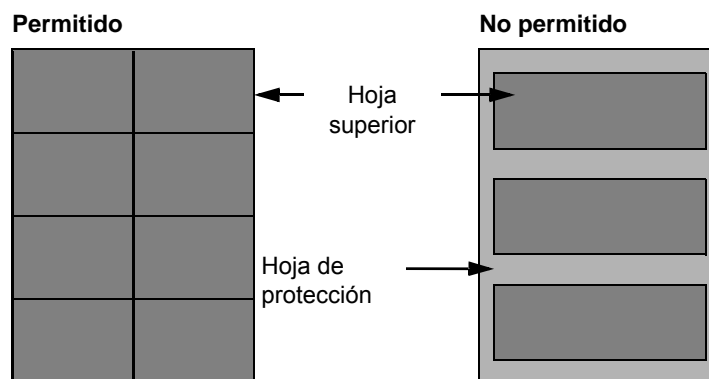 Permitido
No permitido
Hoja
superior
Hoja de
protección